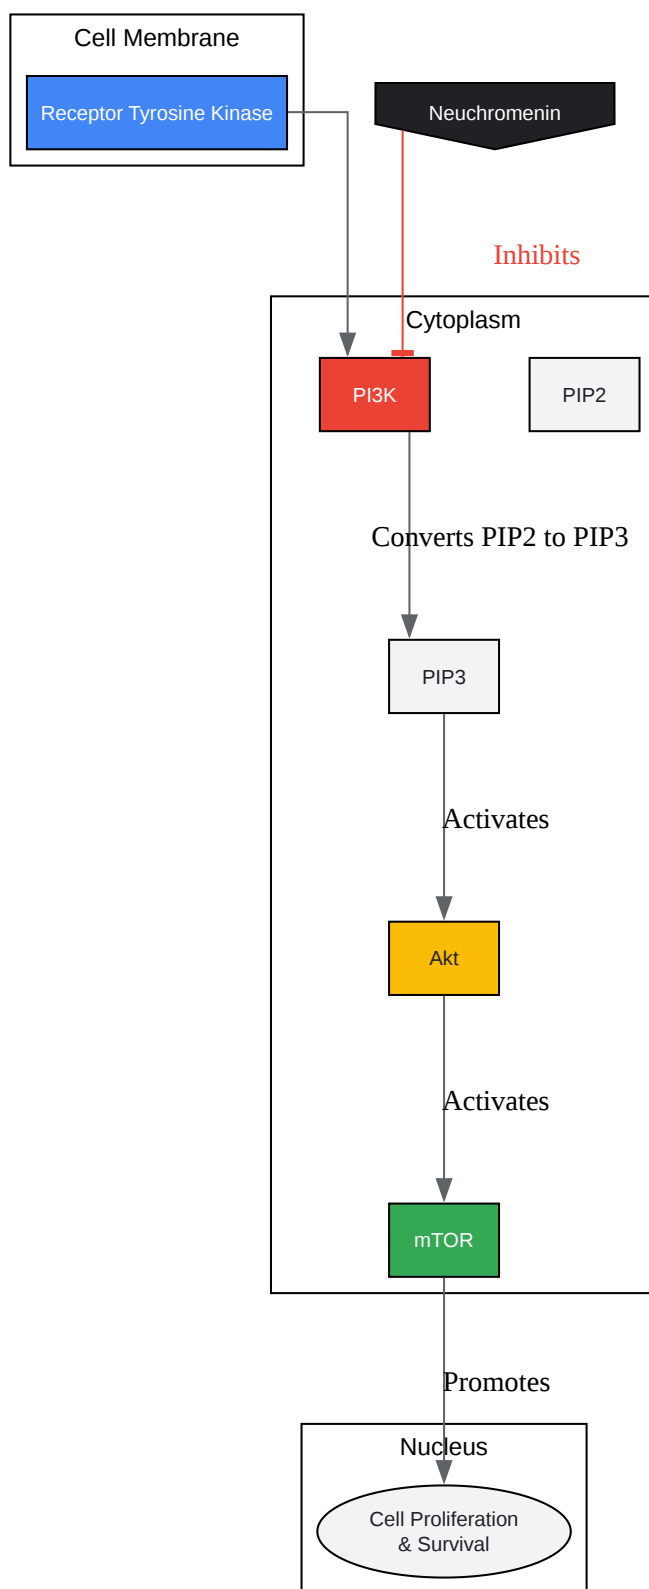 Cell Membrane
Receptor Tyrosine Kinase
Neuchromenin
Inhibits
Cytoplasm
PI3K
PIP2
Converts PIP2 to PIP3
PIP3
Activates
Akt
Activates
mTOR
Promotes
Nucleus
Cell Proliferation
& Survival